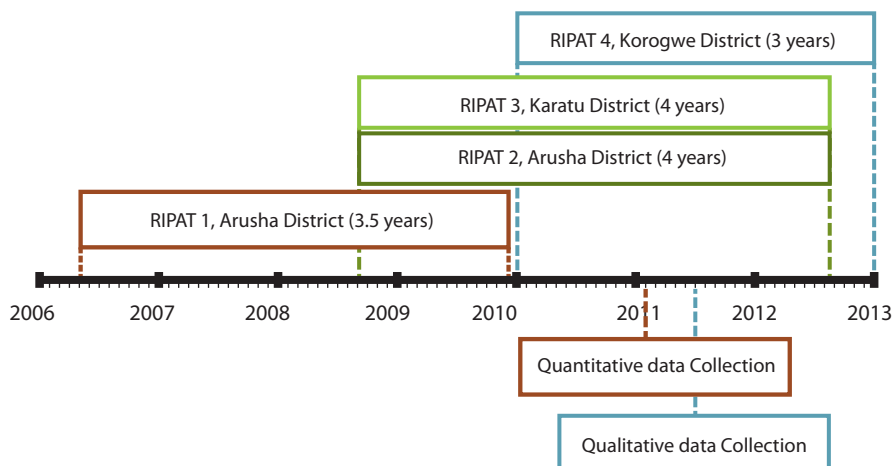 RIPAT 4, Korogwe District (3 years)
RIPAT 3, Karatu District (4 years)
RIPAT 2, Arusha District (4 years)
RIPAT 1, Arusha District (3.5 years)
2006 2007 2008 2009 2010 2011 2012 2013
Quantitative data Collection
Qualitative data Collection